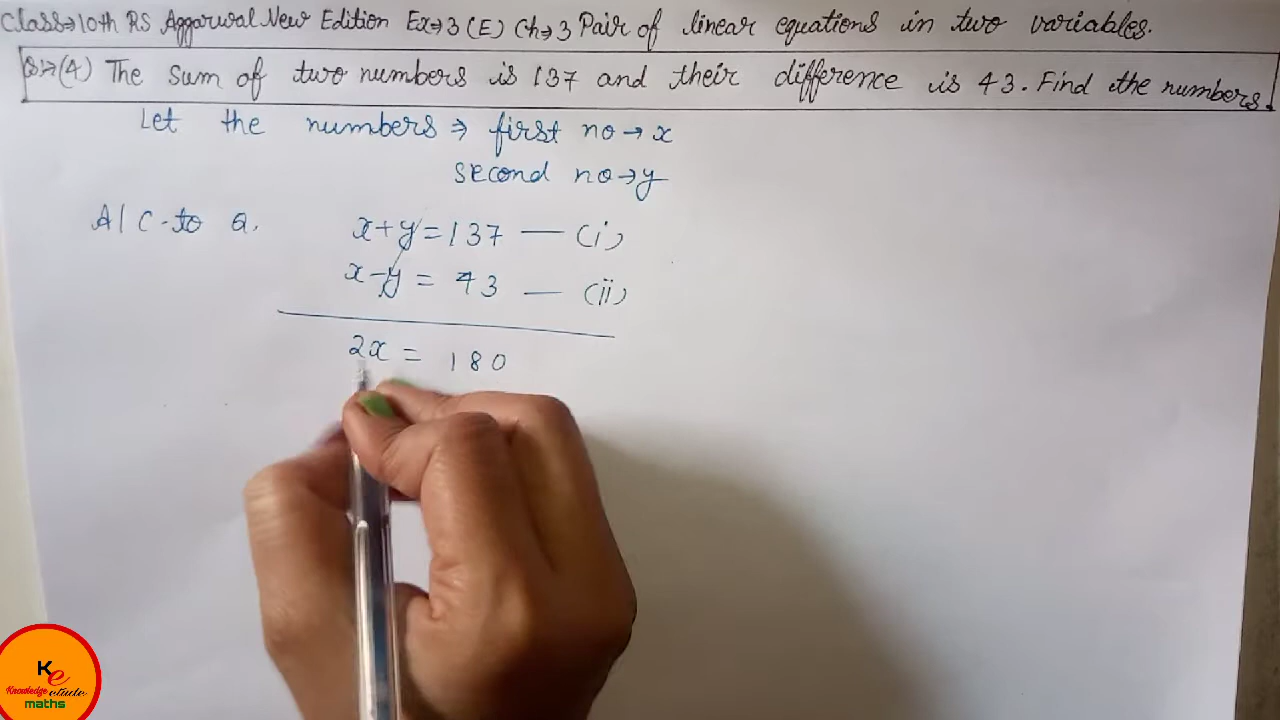 Class→10th RS Aggarwal New Edition Ex→3(E) Ch→3 Pair of linear equations in two variables.
Q:→(4) The sum of two numbers is 137 and their difference is 43. Find the numbers.
Let the numbers ⇒ first no→x
second no→y
A/C-to Q.
x+y=137 — (i)
x-y = 43 — (ii)
2x = 180
Ke
Knowledge etiude
maths